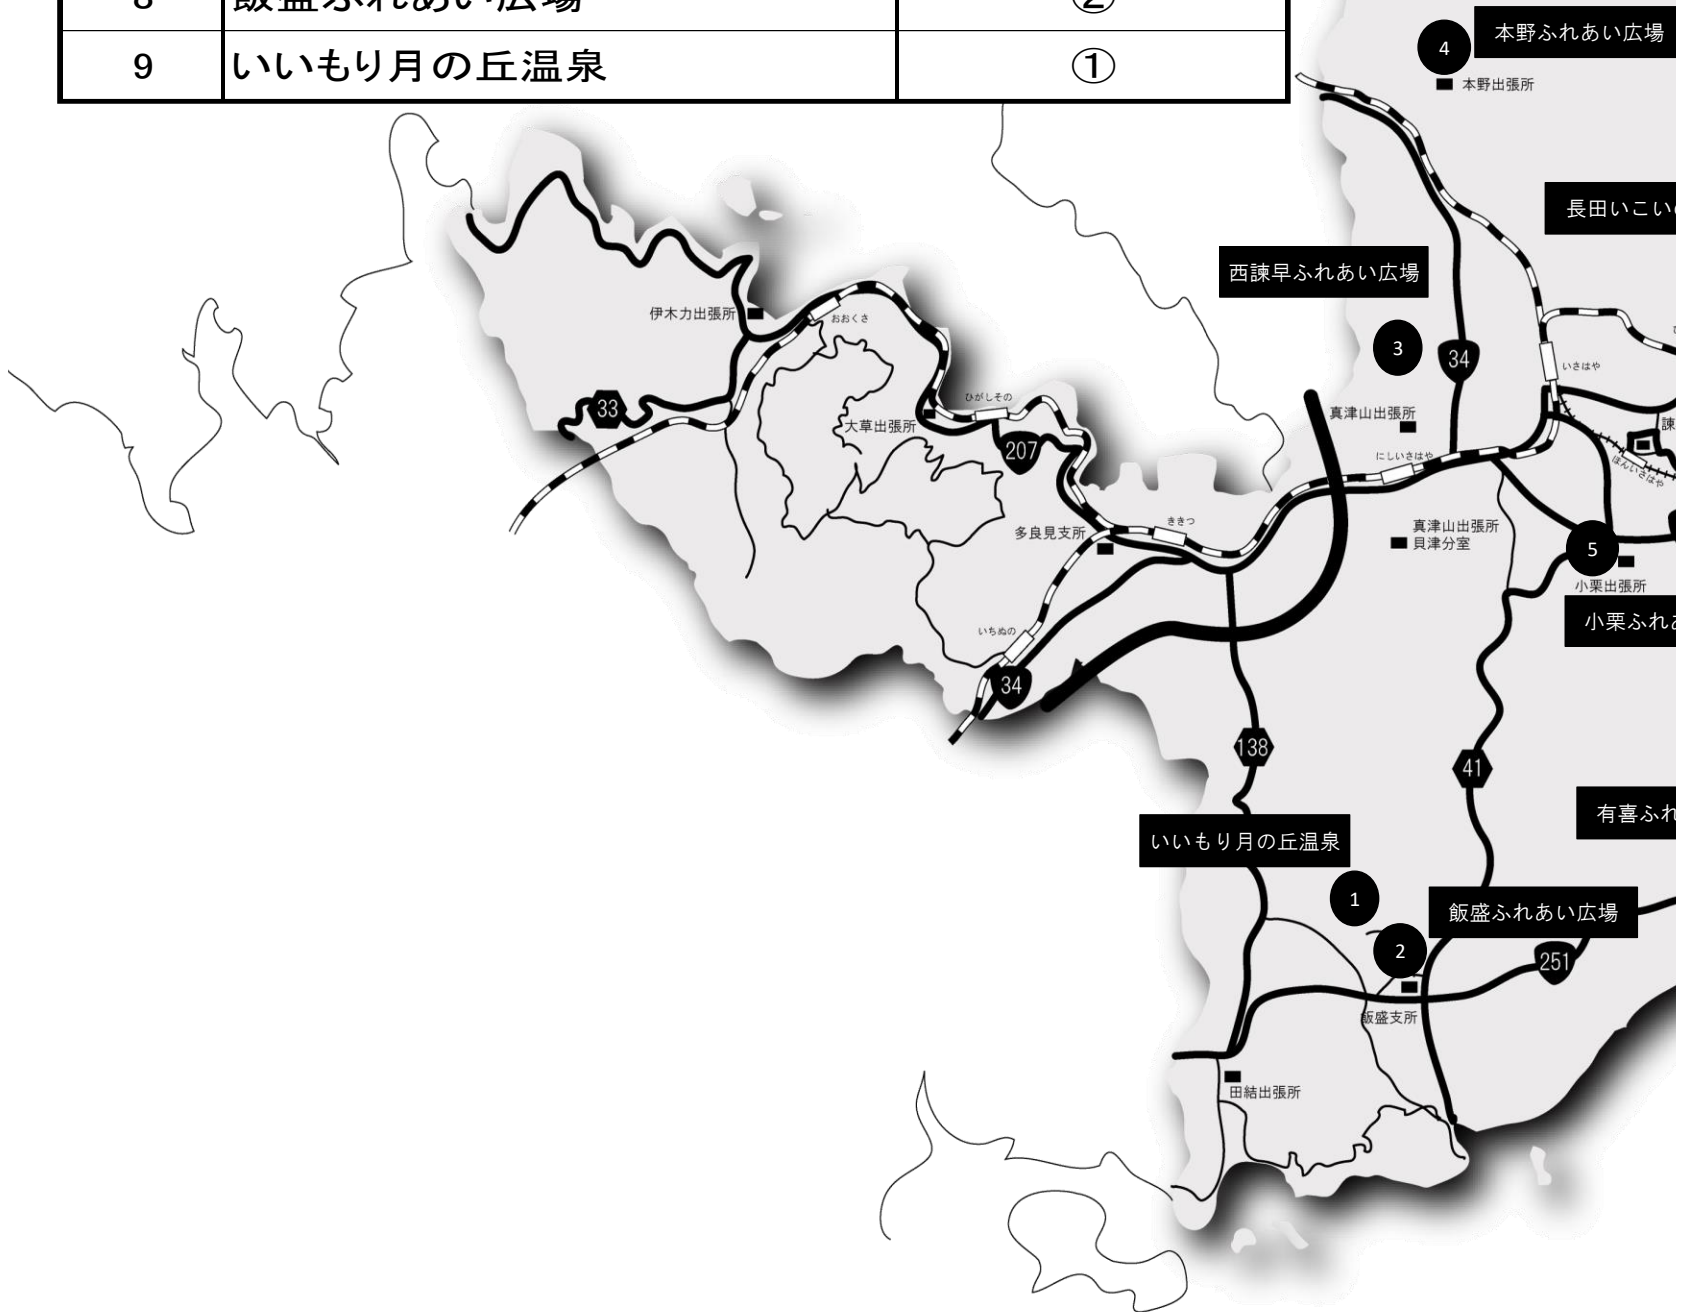 8 飯盛ふれあい広場 ②
9 いいもり月の丘温泉 ①
4
本野ふれあい広場
本野出張所
長田いこい
西諫早ふれあい広場
伊木力出張所
おおくさ
3
34
いさはや
33
ひがしその
大草出張所
真津山出張所
諫
207
にしいさはや
ほんいさはや
多良見支所
ききつ
真津山出張所
貝津分室
5
小栗出張所
小栗ふれあ
いちぬの
34
138
41
有喜ふれ
いいもり月の丘温泉
1
飯盛ふれあい広場
2
251
飯盛支所
田結出張所